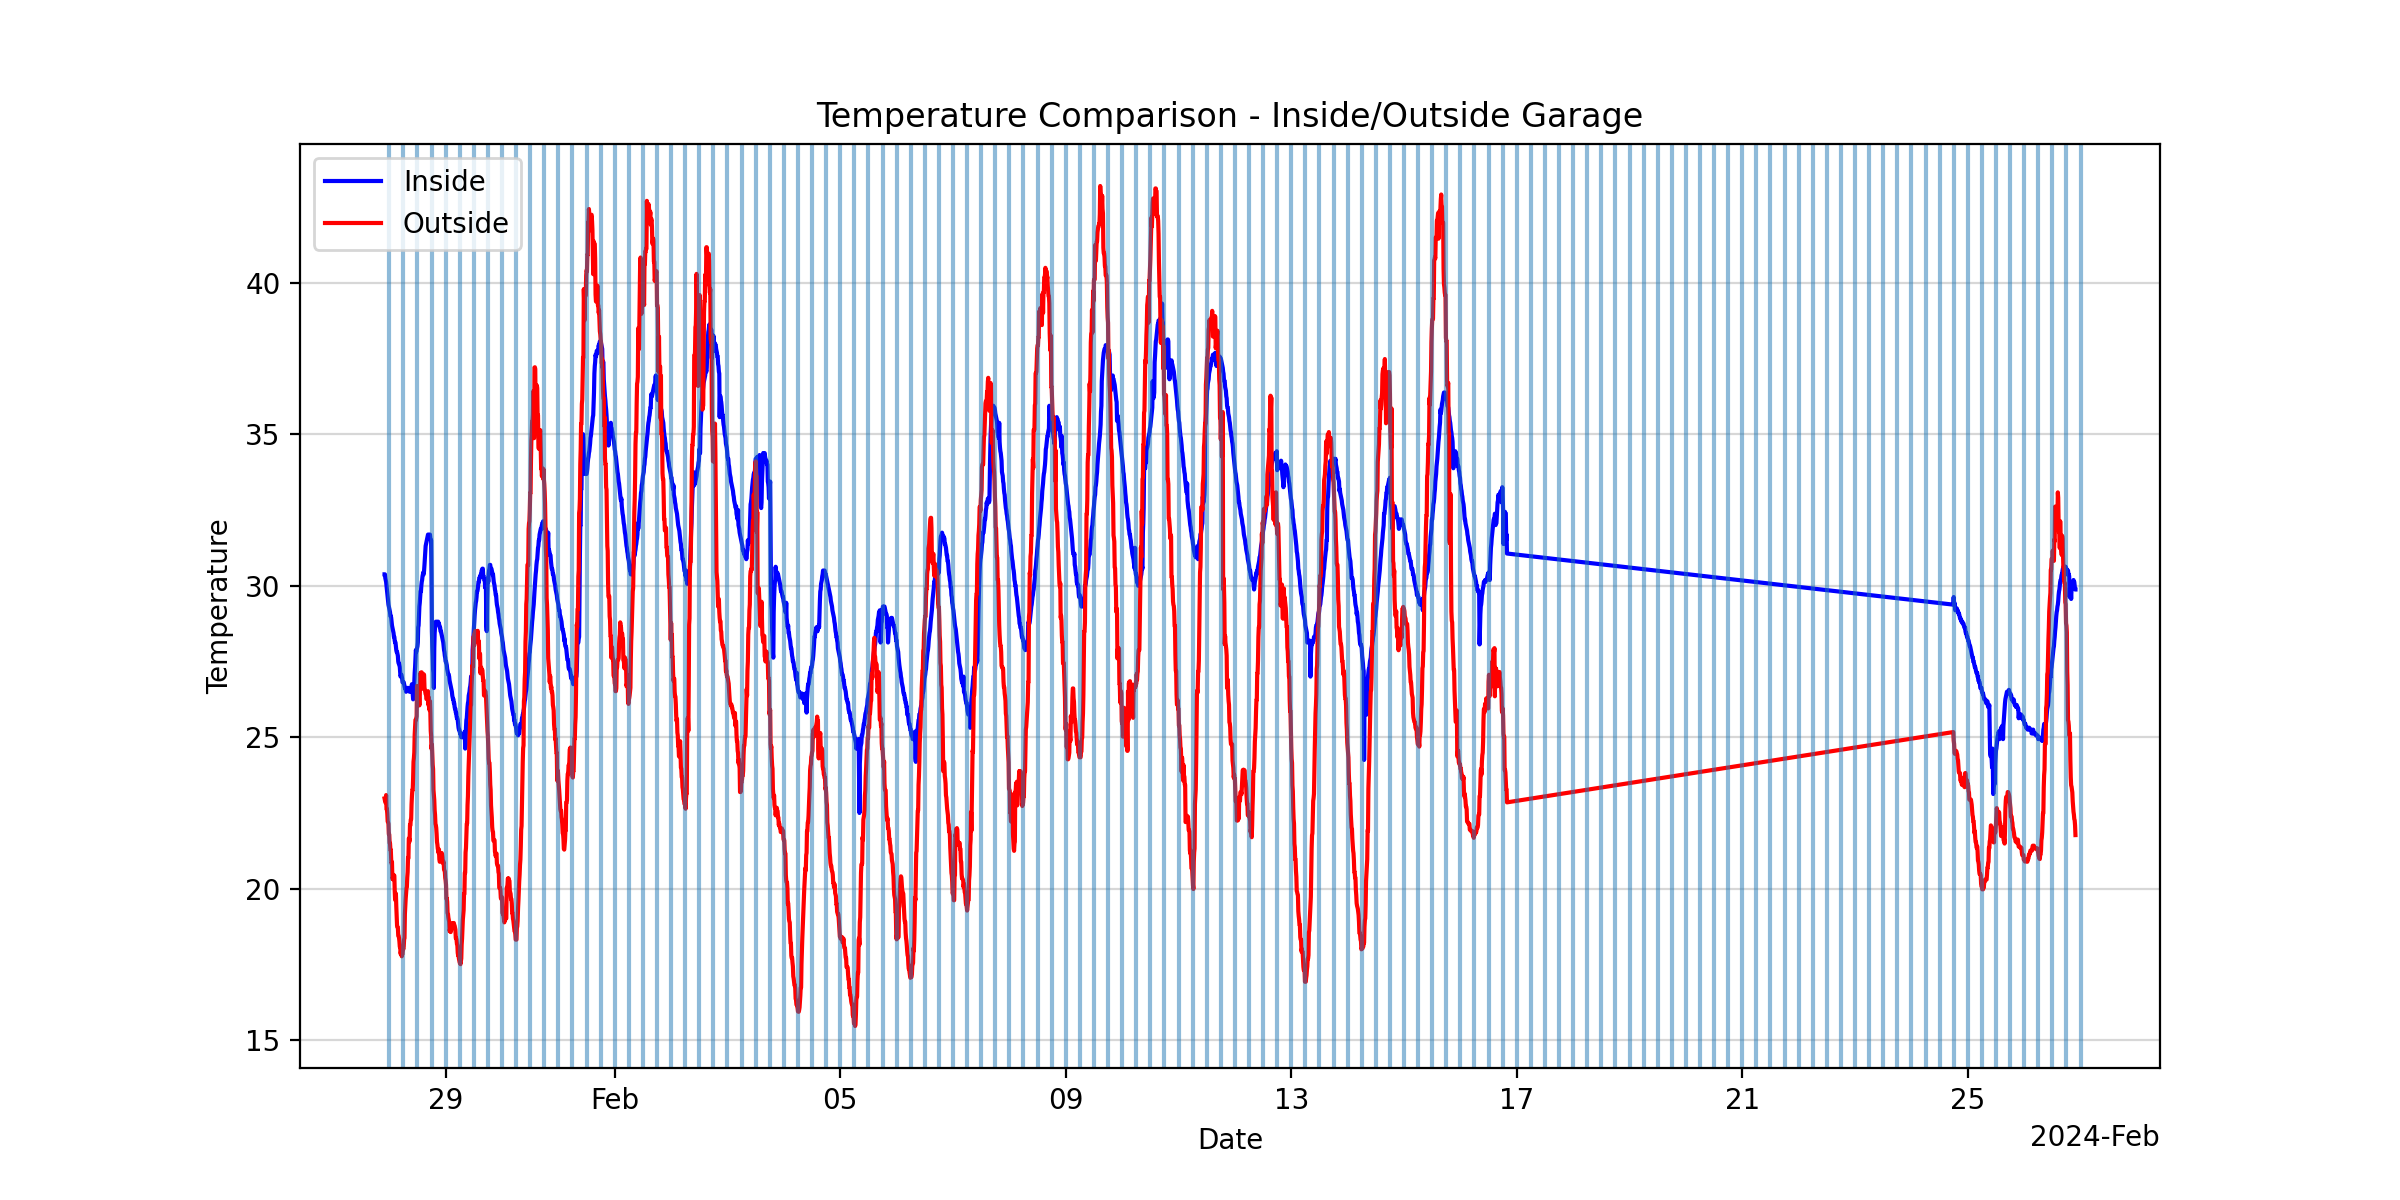 Temperature Comparison - Inside/Outside Garage
Inside
Outside
40
35
30
25
20
15
Temperature
29 Feb 05 09 13 17 21 25
Date
2024-Feb